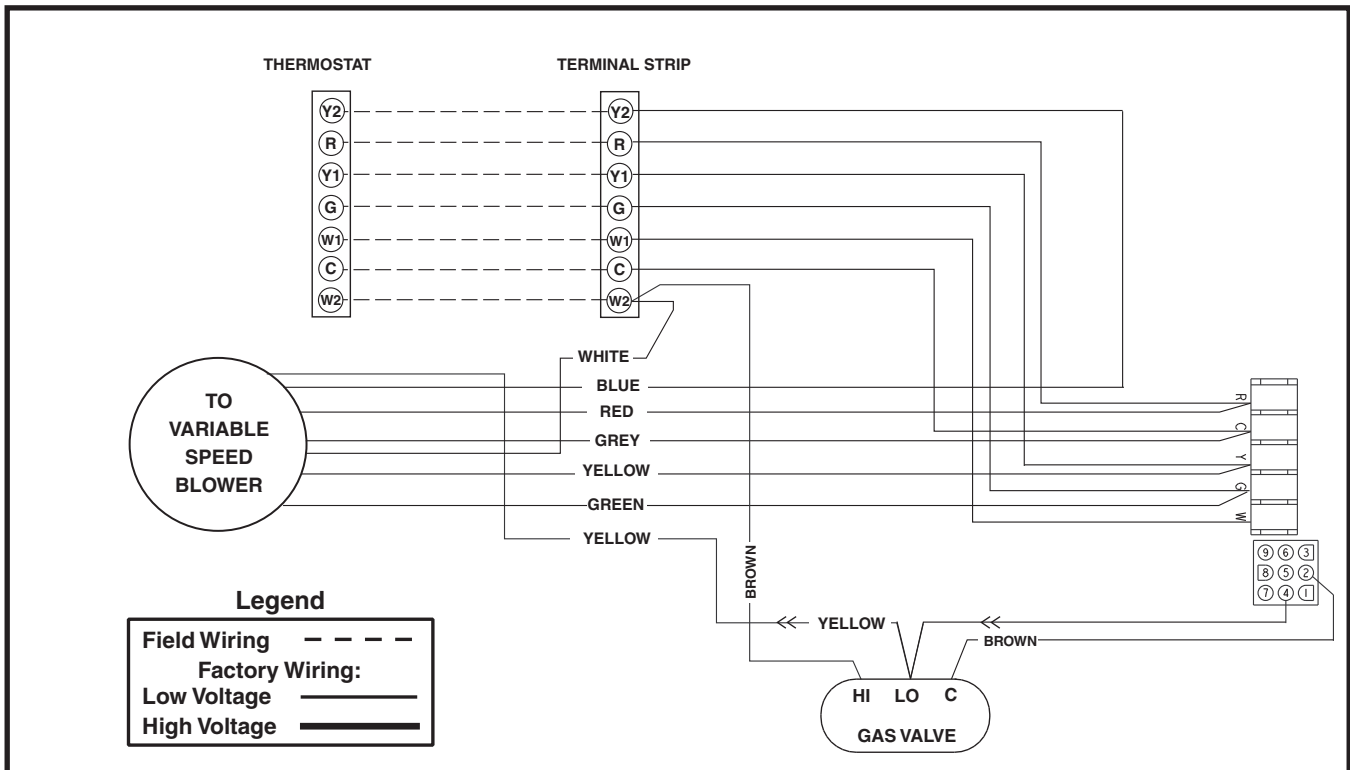 THERMOSTAT
TERMINAL STRIP
Y2
R
Y1
G
W1
C
W2
Y2
R
Y1
G
W1
C
W2
WHITE
BLUE
RED
GREY
YELLOW
GREEN
YELLOW
TO
VARIABLE
SPEED
BLOWER
R
C
Y
G
W
9 6 3
8 5 2
7 4 1
BROWN
YELLOW
BROWN
HI LO C
GAS VALVE
Legend
Field Wiring
Factory Wiring:
Low Voltage
High Voltage